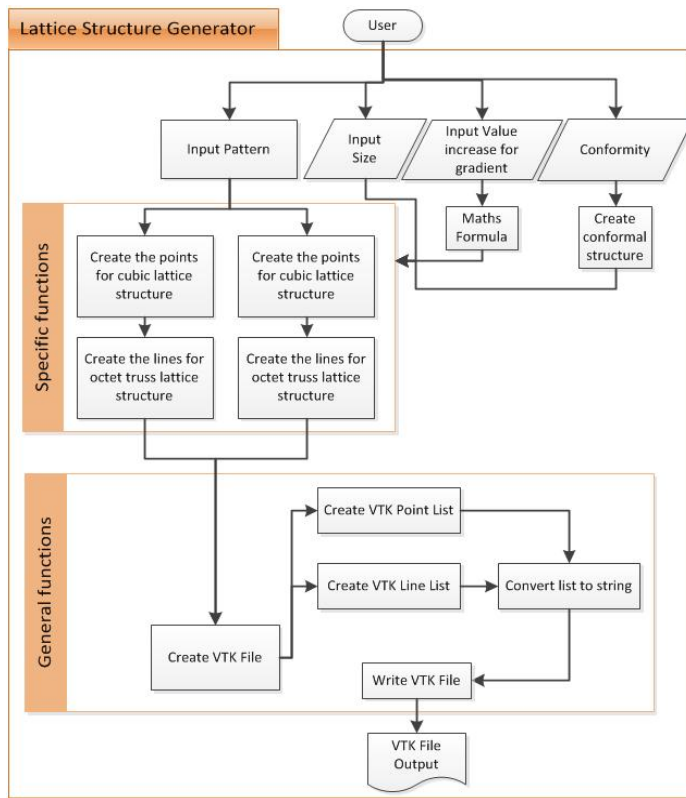 Lattice Structure Generator
User
Input Pattern
Input
Size
Input Value
increase for
gradient
Conformity
Maths
Formula
Create
conformal
structure
Specific functions
Create the points
for cubic lattice
structure
Create the points
for cubic lattice
structure
Create the lines for
octet truss lattice
structure
Create the lines for
octet truss lattice
structure
General functions
Create VTK Point List
Create VTK Line List
Convert list to string
Create VTK File
Write VTK File
VTK File
Output